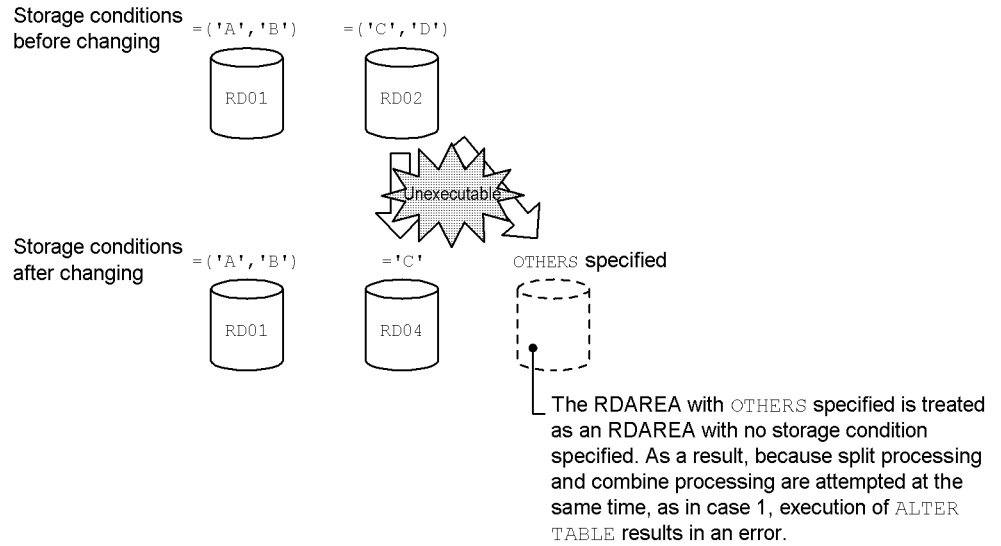 Storage conditions
before changing
=('A','B')
=('C','D')
RD01
RD02
Unexecutable
Storage conditions
after changing
=('A','B')
='C'
OTHERS specified
RD01
RD04
The RDAREA with OTHERS specified is treated
as an RDAREA with no storage condition
specified. As a result, because split processing
and combine processing are attempted at the
same time, as in case 1, execution of ALTER
TABLE results in an error.